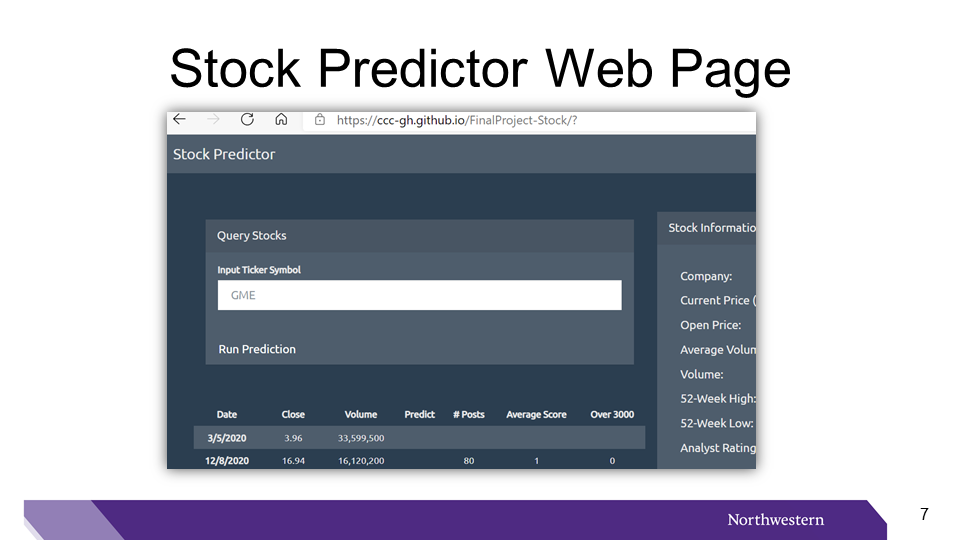 Stock Predictor Web Page
https://ccc-gh.github.io/FinalProject-Stock/?
Stock Predictor
Query Stocks
Input Ticker Symbol
GME
Run Prediction
Date Close Volume Predict # Posts Average Score Over 3000
3/5/2020 3.96 33,599,500
12/8/2020 16.94 16,120,200 80 1 0
Stock Informatio
Company:
Current Price (
Open Price:
Average Volum
Volume:
52-Week High:
52-Week Low:
Analyst Rating
Northwestern
7